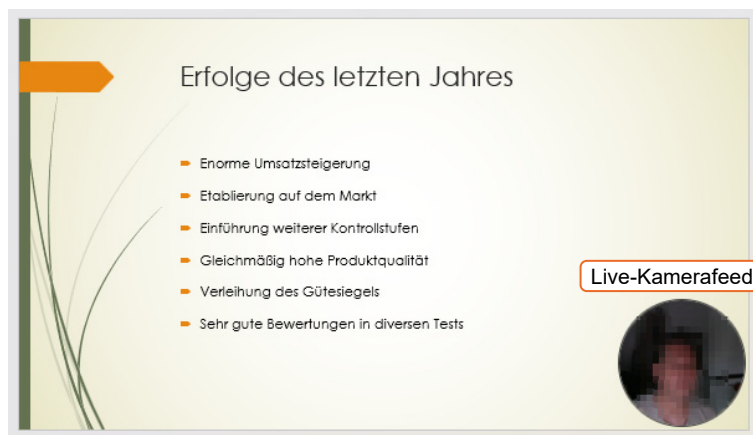 Erfolge des letzten Jahres
Enorme Umsatzsteigerung
Etablierung auf dem Markt
Einführung weiterer Kontrollstufen
Gleichmäßig hohe Produktqualität
Verleihung des Gütesiegels
Sehr gute Bewertungen in diversen Tests
Live-Kamerafeed